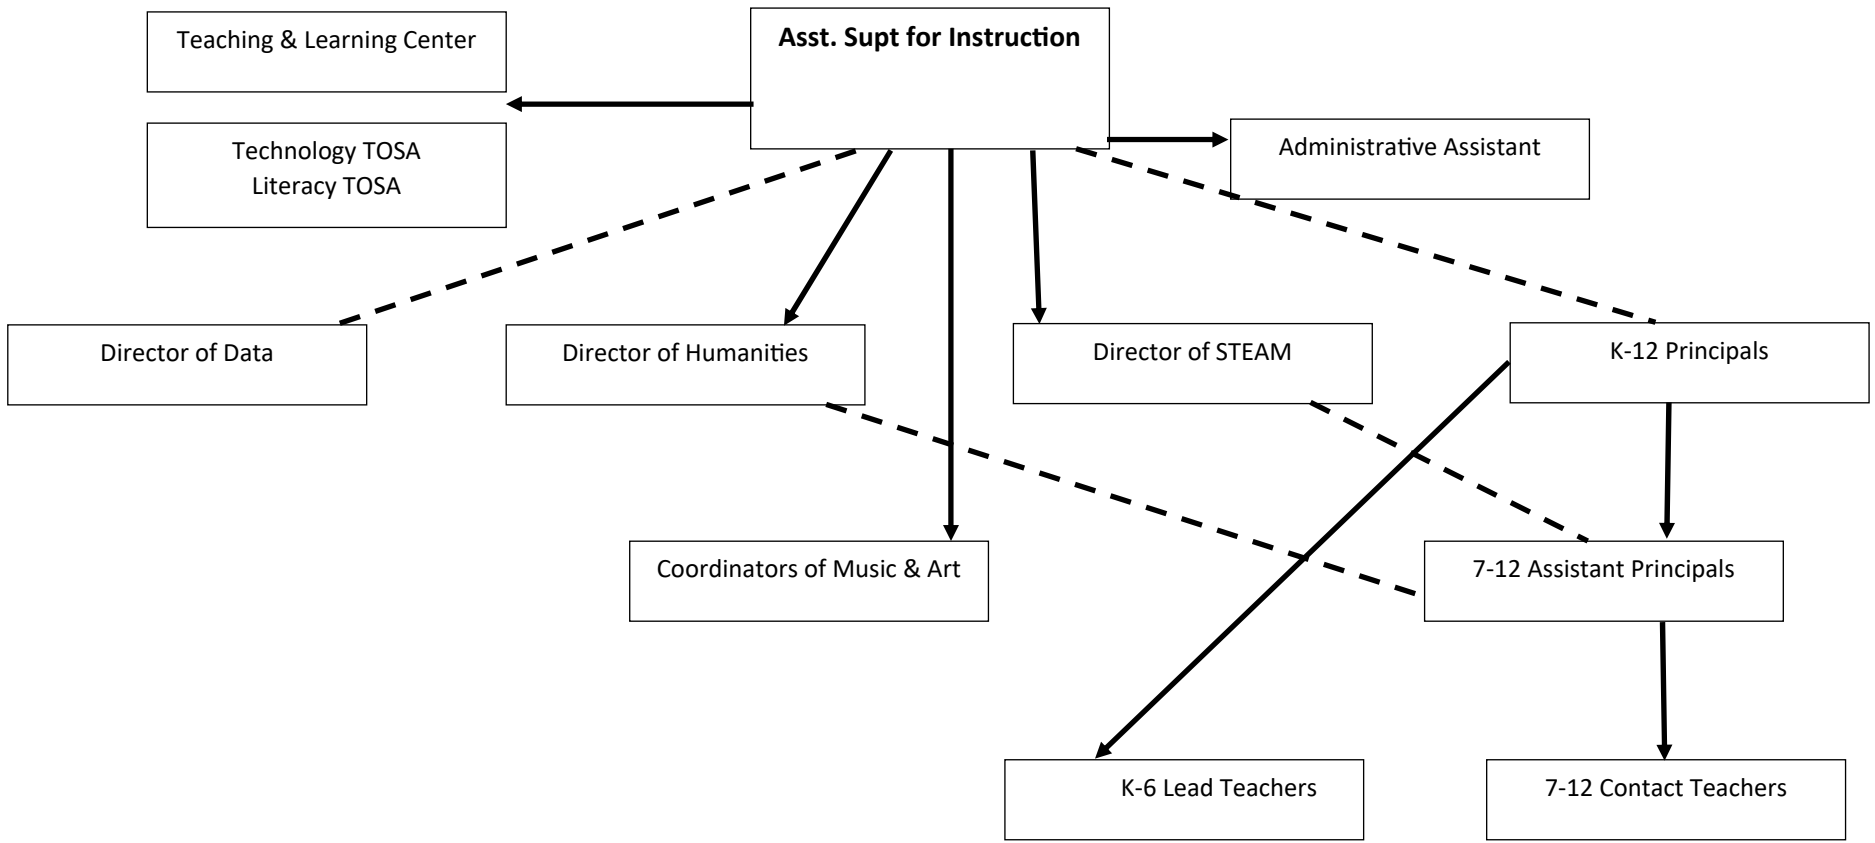 Teaching & Learning Center
Asst. Supt for Instruction
Technology TOSA
Literacy TOSA
Administrative Assistant
Director of Data
Director of Humanities
Director of STEAM
K-12 Principals
Coordinators of Music & Art
7-12 Assistant Principals
K-6 Lead Teachers
7-12 Contact Teachers